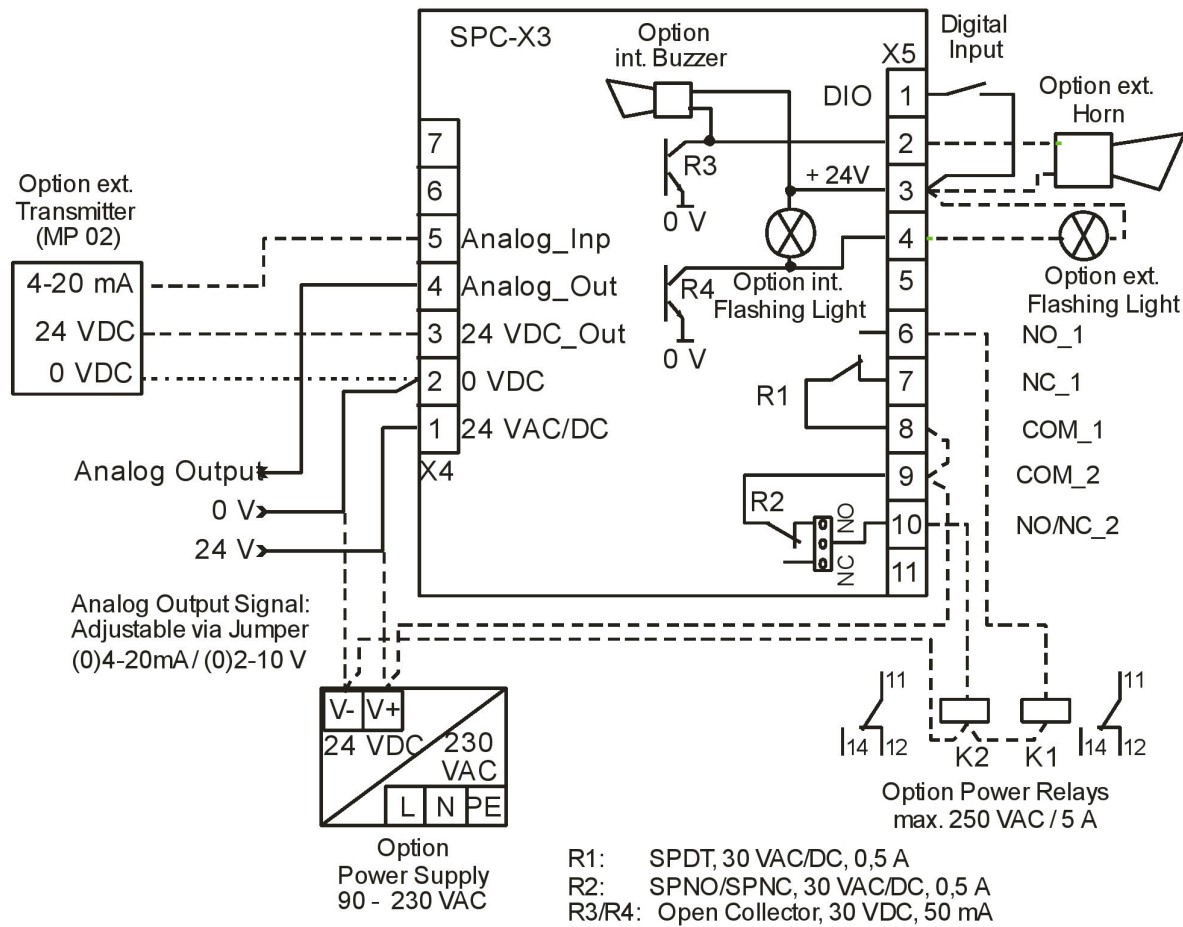 SPC-X3
Option
int. Buzzer
Digital
Input
X5
DIO
1
2
3
4
5
6
7
8
9
10
11
Option ext.
Horn
R3
0 V
+ 24V
R4
0 V
Option int.
Flashing Light
Option ext.
Flashing Light
NO_1
NC_1
COM_1
COM_2
NO/NC_2
R1
R2
NO
NC
7
6
5 Analog_Inp
4 Analog_Out
3 24 VDC_Out
2 0 VDC
1 24 VAC/DC
X4
Option ext.
Transmitter
(MP 02)
4-20 mA
24 VDC
0 VDC
Analog Output
0 V
24 V
Analog Output Signal:
Adjustable via Jumper
(0)4-20mA / (0)2-10 V
V- V+
24 VDC
230
VAC
L N PE
Option
Power Supply
90 - 230 VAC
11
14 12
K2 K1
11
14 12
Option Power Relays
max. 250 VAC / 5 A
R1: SPDT, 30 VAC/DC, 0,5 A
R2: SPNO/SPNC, 30 VAC/DC, 0,5 A
R3/R4: Open Collector, 30 VDC, 50 mA